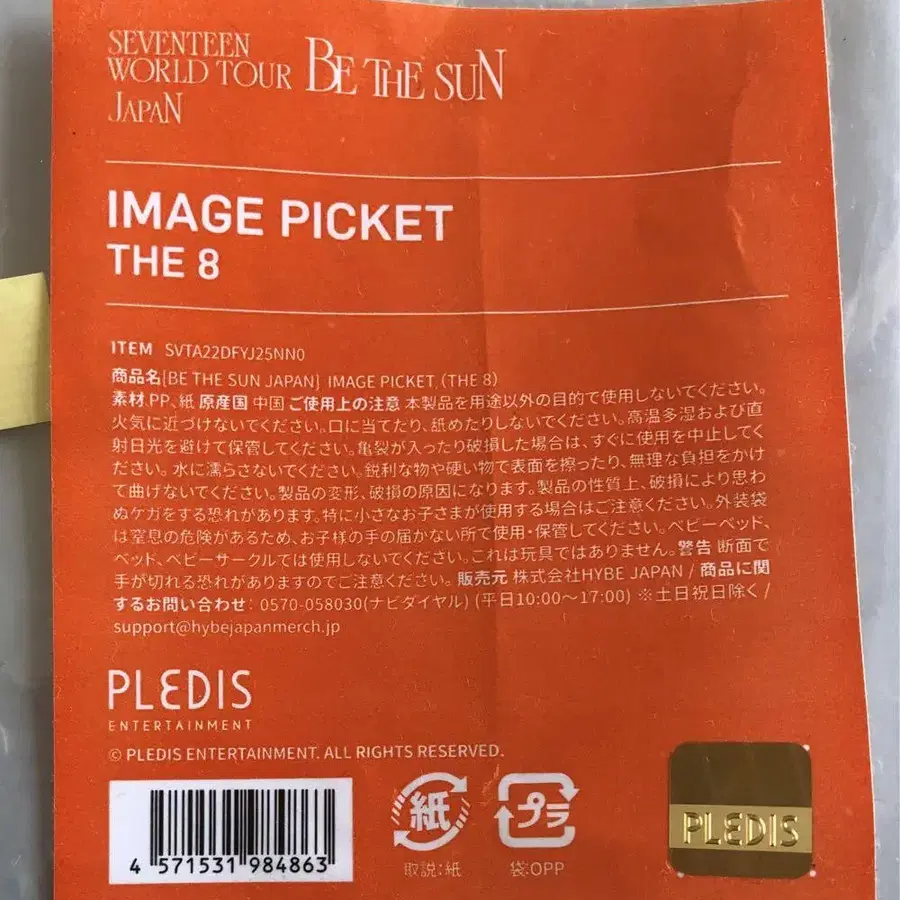 SEVENTEEN
WORLD TOUR BE THE SUN
JAPAN
IMAGE PICKET
THE 8
ITEM SVTA22DFYJ25NN0
商品名[BE THE SUN JAPAN] IMAGE PICKET (THE 8)
素材 PP、紙 原産国 中国 ご使用上の注意 本製品を用途以外の目的で使用しないでください。
火気に近づけないでください。口に当てたり、舐めたりしないでください。高温多湿および直
射日光を避けて保管してください。亀裂が入ったり破損した場合は、すぐに使用を中止してく
ださい。水に濡らさないでください。鋭利な物や硬い物で表面を擦ったり、無理な負担をかけ
て曲げないでください。製品の変形、破損の原因になります。製品の性質上、破損により思わ
ぬケガをする恐れがあります。特に小さなお子さまが使用する場合はご注意ください。外装袋
は窒息の危険があるため、お子様の手の届かない所で使用・保管してください。ベビーベッド、
ベッド、ベビーサークルでは使用しないでください。これは玩具ではありません。警告 断面で
手が切れる恐れがありますのでご注意ください。販売元 株式会社HYBE JAPAN / 商品に関
するお問い合わせ: 0570-058030(ナビダイヤル) (平日10:00～17:00) ※土日祝日除く /
support@hybejapanmerch.jp
PLEDIS
ENTERTAINMENT
© PLEDIS ENTERTAINMENT. ALL RIGHTS RESERVED.
4 571531 984863
紙
取説:紙
プラ
袋:OPP
PLEDIS